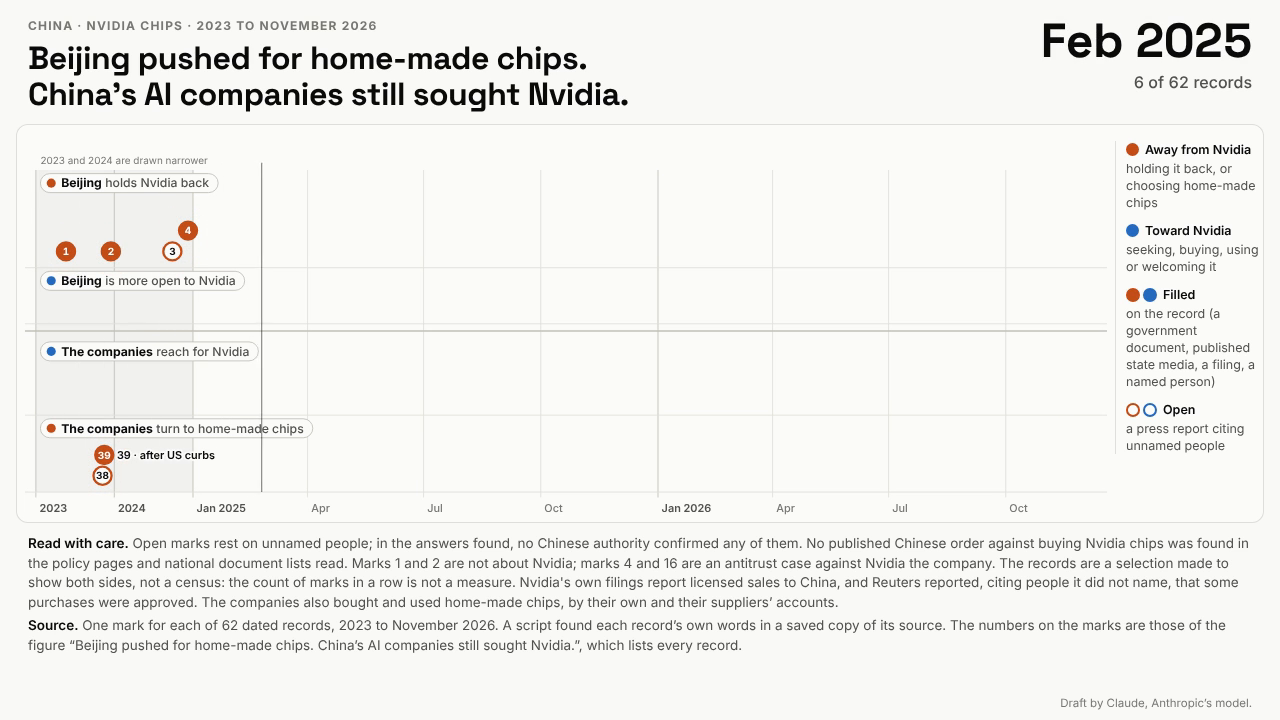 CHINA · NVIDIA CHIPS · 2023 TO NOVEMBER 2026
Beijing pushed for home-made chips.
China’s AI companies still sought Nvidia.
Feb 2025
6 of 62 records
2023 and 2024 are drawn narrower
Beijing holds Nvidia back
4
1
2
3
Beijing is more open to Nvidia
The companies reach for Nvidia
The companies turn to home-made chips
39 39 · after US curbs
38
2023
2024
Jan 2025
Apr
Jul
Oct
Jan 2026
Apr
Jul
Oct
Away from Nvidia
holding it back, or
choosing home-made
chips
Toward Nvidia
seeking, buying, using
or welcoming it
Filled
on the record (a
government
document, published
state media, a filing, a
named person)
Open
a press report citing
unnamed people
Read with care. Open marks rest on unnamed people; in the answers found, no Chinese authority confirmed any of them. No published Chinese order against buying Nvidia chips was found in
the policy pages and national document lists read. Marks 1 and 2 are not about Nvidia; marks 4 and 16 are an antitrust case against Nvidia the company. The records are a selection made to
show both sides, not a census: the count of marks in a row is not a measure. Nvidia's own filings report licensed sales to China, and Reuters reported, citing people it did not name, that some
purchases were approved. The companies also bought and used home-made chips, by their own and their suppliers’ accounts.
Source. One mark for each of 62 dated records, 2023 to November 2026. A script found each record’s own words in a saved copy of its source. The numbers on the marks are those of the
figure “Beijing pushed for home-made chips. China’s AI companies still sought Nvidia.”, which lists every record.
Draft by Claude, Anthropic’s model.